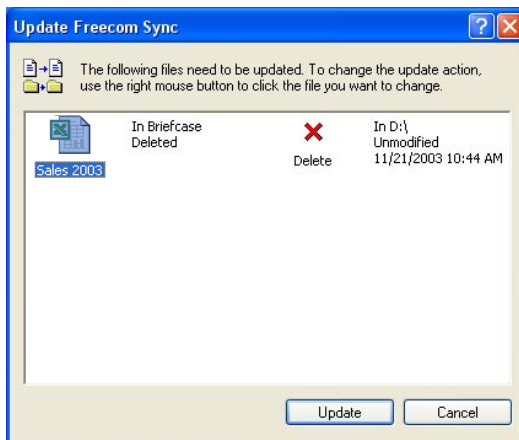 Update Freecom Sync
The following files need to be updated. To change the update action,
use the right mouse button to click the file you want to change.
Sales 2003
In Briefcase
Deleted
Delete
In D:\
Unmodified
11/21/2003 10:44 AM
Update
Cancel